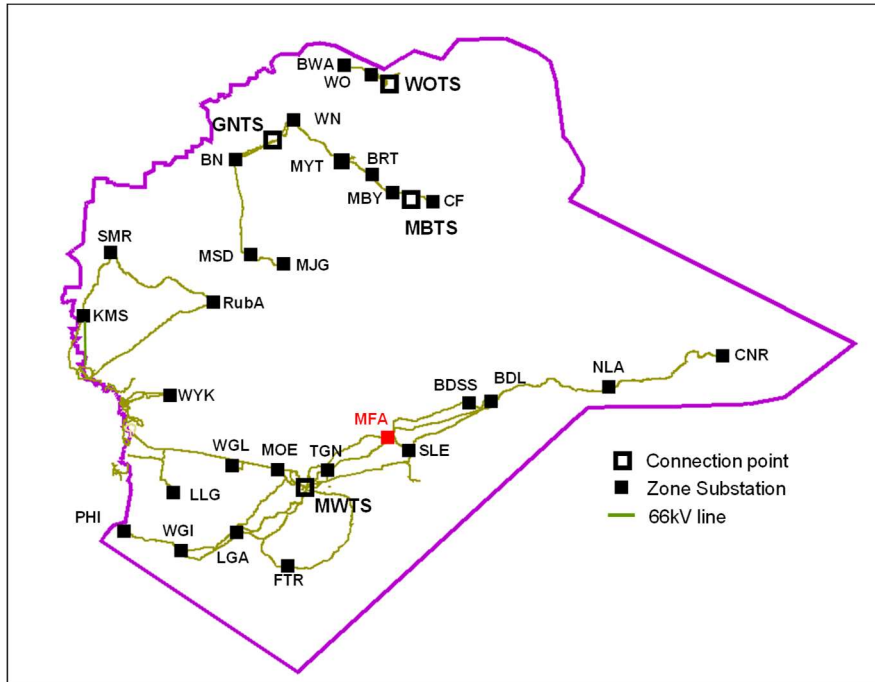 BWA
WO
WOTS
GNTS
WN
BN
MYT
BRT
MBY
CF
MBTS
SMR
MSD
MJG
RubA
KMS
CNR
NLA
BDSS
BDL
WYK
MFA
WGL
MOE
TGN
SLE
Connection point
LLG
Zone Substation
MWTS
PHI
66kV line
WGI
LGA
FTR